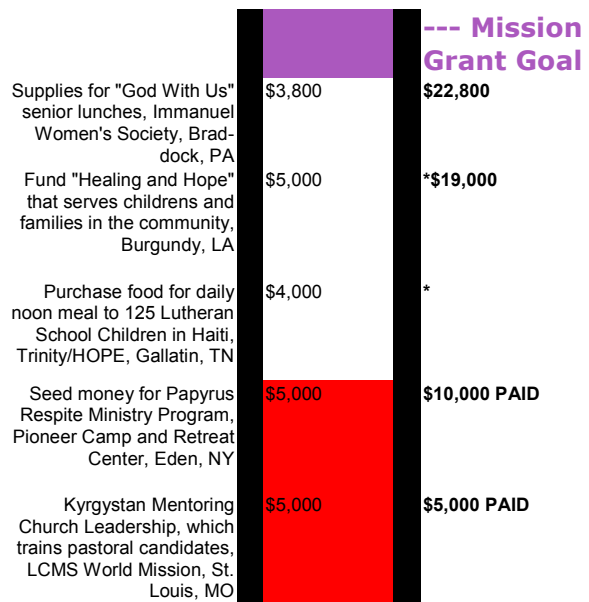 --- Mission
Grant Goal
Supplies for "God With Us"
senior lunches, Immanuel
Women's Society, Brad-
dock, PA
$3,800
$22,800
Fund "Healing and Hope"
that serves childrens and
families in the community,
Burgundy, LA
$5,000
*$19,000
Purchase food for daily
noon meal to 125 Lutheran
School Children in Haiti,
Trinity/HOPE, Gallatin, TN
$4,000
*
Seed money for Papyrus
Respite Ministry Program,
Pioneer Camp and Retreat
Center, Eden, NY
$5,000
$10,000 PAID
Kyrgystan Mentoring
Church Leadership, which
trains pastoral candidates,
LCMS World Mission, St.
Louis, MO
$5,000
$5,000 PAID